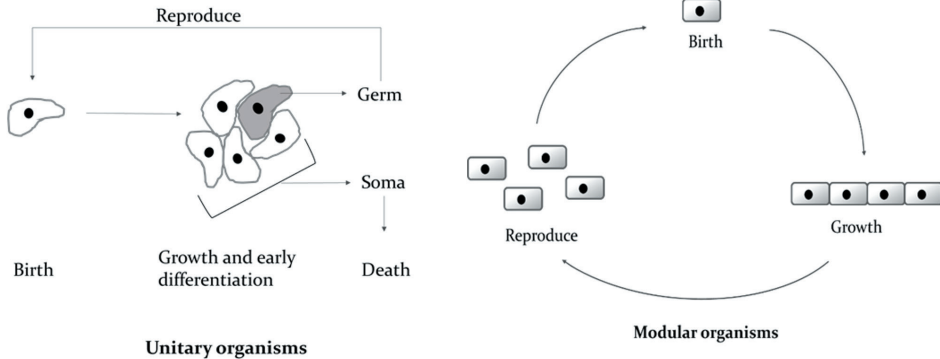 Reproduce
Germ
Soma
Birth
Growth and early
differentiation
Death
Unitary organisms
Birth
Growth
Reproduce
Modular organisms